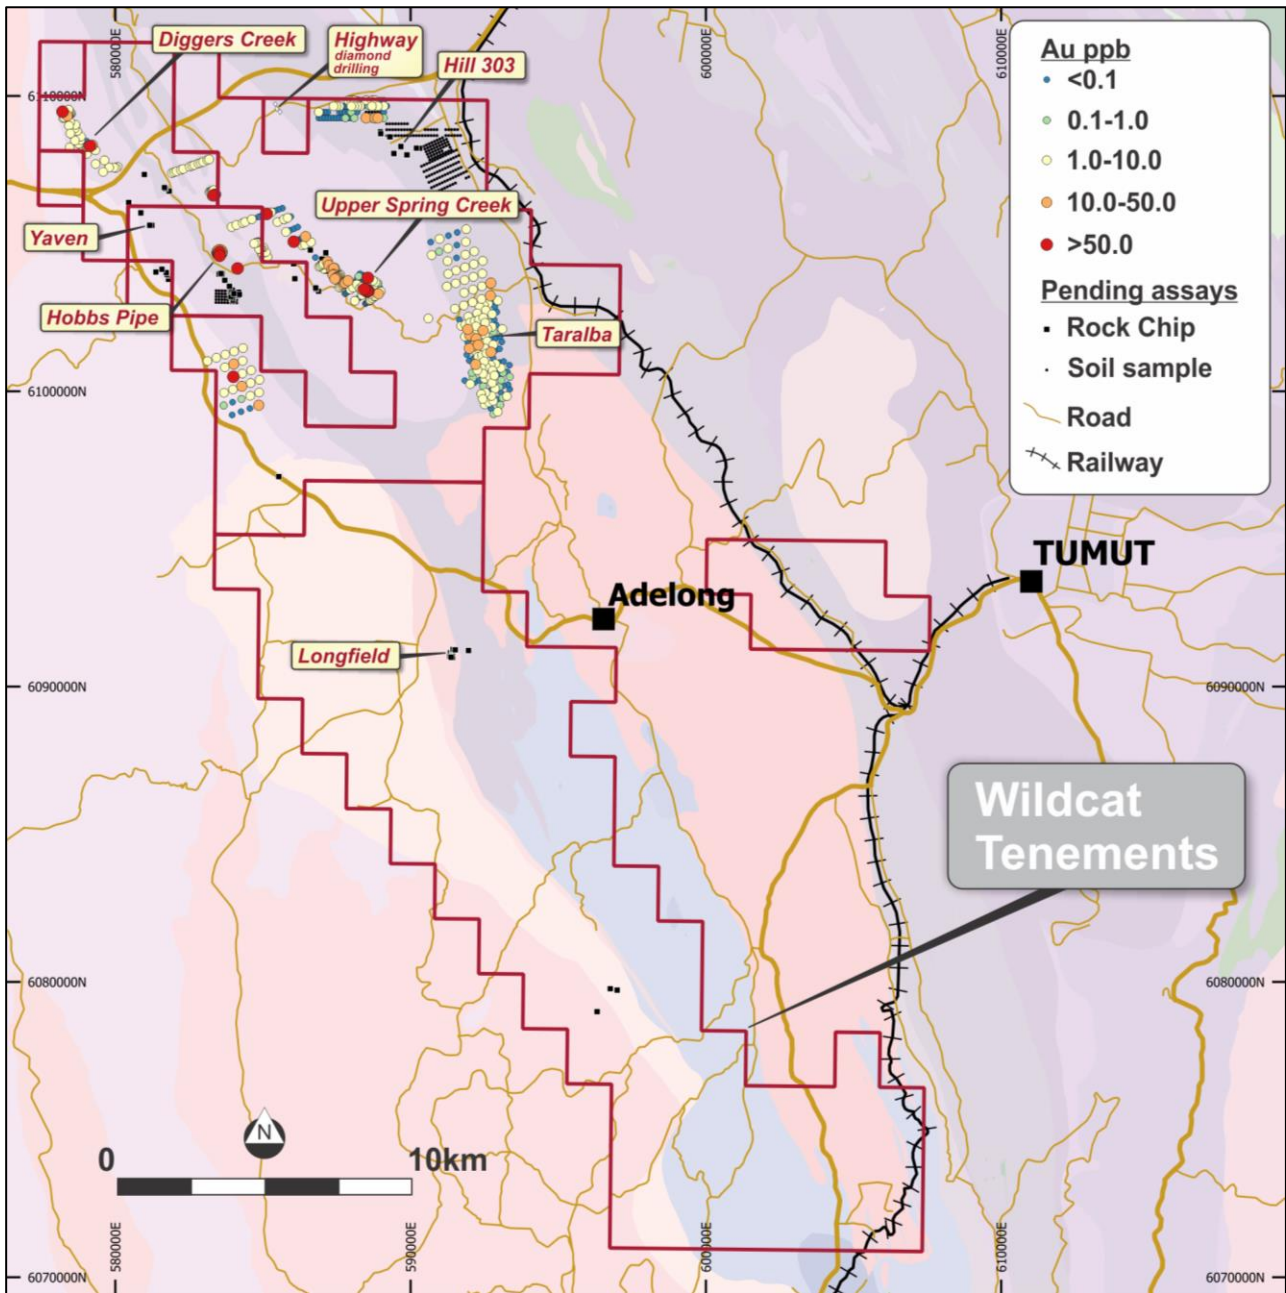 580000E
600000E
610000E
Diggers Creek
Highway
diamond
drilling
Hill 303
Au ppb
<0.1
0.1-1.0
1.0-10.0
10.0-50.0
>50.0
Pending assays
Rock Chip
Soil sample
Road
Railway
6110000N
Upper Spring Creek
Yaven
Hobbs Pipe
Taralba
6100000N
TUMUT
Adelong
Longfield
6090000N
6090000N
Wildcat
Tenements
6080000N
6080000N
N
0
10km
580000E
590000E
600000E
610000E
6070000N
6070000N